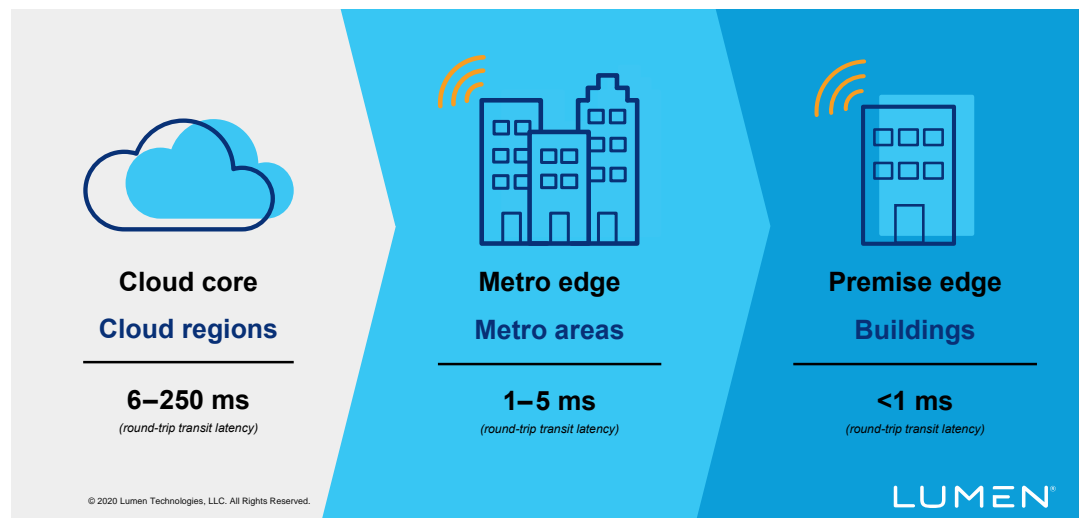 Cloud core
Cloud regions
6–250 ms
(round-trip transit latency)
Metro edge
Metro areas
1–5 ms
(round-trip transit latency)
Premise edge
Buildings
<1 ms
(round-trip transit latency)
© 2020 Lumen Technologies, LLC. All Rights Reserved.
LUMEN®